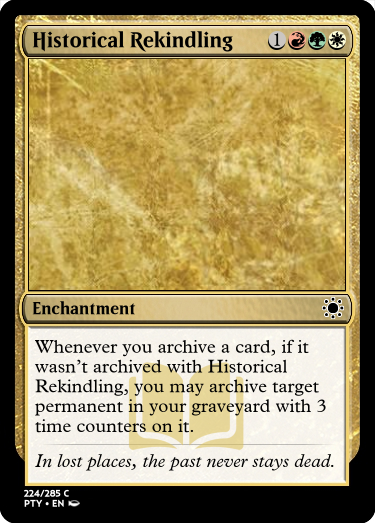 Historical Rekindling 1
Enchantment
Whenever you archive a card, if it
wasn't archived with Historical
Rekindling, you may archive target
permanent in your graveyard with 3
time counters on it.
In lost places, the past never stays dead.
224/285 C
PTY • EN